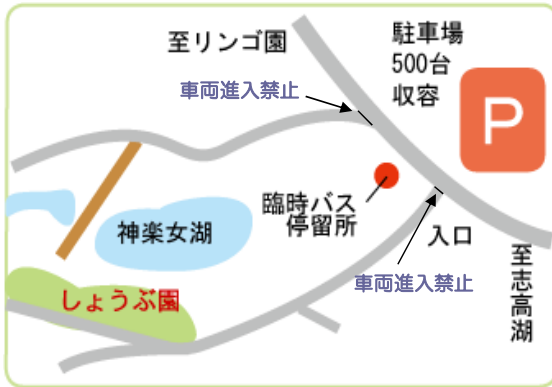 至リンゴ園
駐車場
500台
収容
P
車両進入禁止
臨時バス
停留所
神楽女湖
入口
車両進入禁止
至志高湖
しょうぶ園